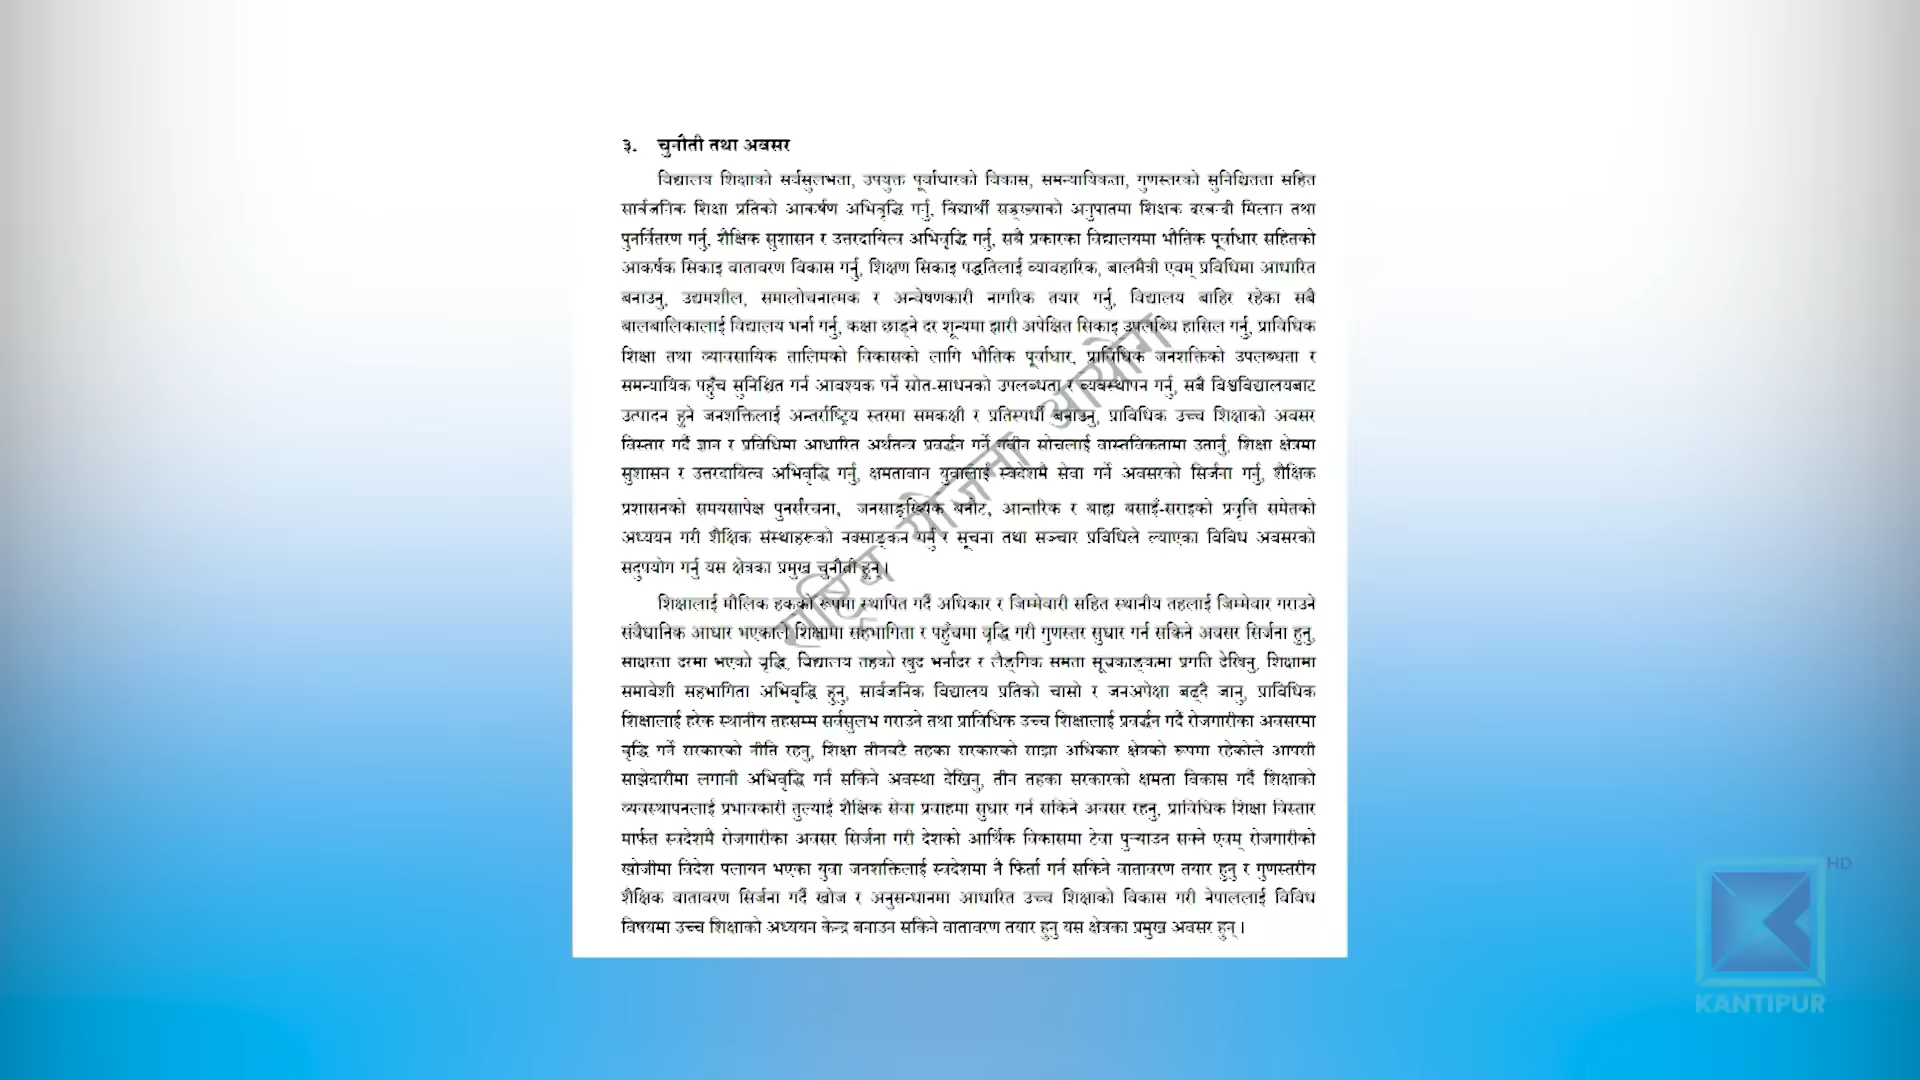 ३. चुनौती तथा अवसर
विद्यालय शिक्षाको सर्वसुलभता, उपयुक्त पूर्वाधारको विकास, समन्यायिकता, गुणस्तरको सुनिश्चितता सहित
सार्वजनिक शिक्षा प्रतिको आकर्षण अभिवृद्धि गर्नु, विद्यार्थी सङ्ख्याको अनुपातमा शिक्षक दरबन्दी मिलान तथा
पुनर्वितरण गर्नु, शैक्षिक सुशासन र उत्तरदायित्व अभिवृद्धि गर्नु, सबै प्रकारका विद्यालयमा भौतिक पूर्वाधार सहितको
आकर्षक सिकाइ वातावरण विकास गर्नु, शिक्षण सिकाइ पद्धतिलाई व्यावहारिक, बालमैत्री एवम् प्रविधिमा आधारित
बनाउनु, उद्यमशील, समालोचनात्मक र अन्वेषणकारी नागरिक तयार गर्नु, विद्यालय बाहिर रहेका सबै
बालबालिकालाई विद्यालय भर्ना गर्नु, कक्षा छाड्ने दर शून्यमा झारी अपेक्षित सिकाइ उपलब्धि हासिल गर्नु, प्राविधिक
शिक्षा तथा व्यावसायिक तालिमको विकासको लागि भौतिक पूर्वाधार, प्राविधिक जनशक्तिको उपलब्धता र
समन्यायिक पहुँच सुनिश्चित गर्न आवश्यक पर्ने स्रोत-साधनको उपलब्धता र व्यवस्थापन गर्नु, सबै विश्वविद्यालयबाट
उत्पादन हुने जनशक्तिलाई अन्तर्राष्ट्रिय स्तरमा समकक्षी र प्रतिस्पर्धी बनाउनु, प्राविधिक उच्च शिक्षाको अवसर
विस्तार गर्दै ज्ञान र प्रविधिमा आधारित अर्थतन्त्र प्रवर्द्धन गर्ने नवीन सोचलाई वास्तविकतामा उतार्नु, शिक्षा क्षेत्रमा
सुशासन र उत्तरदायित्व अभिवृद्धि गर्नु, क्षमतावान युवालाई स्वदेशमै सेवा गर्ने अवसरको सिर्जना गर्नु, शैक्षिक
प्रशासनको समयसापेक्ष पुनर्संरचना, जनसाङ्ख्यिक बनौट, आन्तरिक र बाह्य बसाइँ-सराइको प्रवृत्ति समेतको
अध्ययन गरी शैक्षिक संस्थाहरूको नक्साङ्कन गर्नु र सूचना तथा सञ्चार प्रविधिले ल्याएका विविध अवसरको
सदुपयोग गर्नु यस क्षेत्रका प्रमुख चुनौती हुन्।
शिक्षालाई मौलिक हकको रूपमा स्थापित गर्दै अधिकार र जिम्मेवारी सहित स्थानीय तहलाई जिम्मेवार गराउने
संवैधानिक आधार भएकाले शिक्षामा सहभागिता र पहुँचमा वृद्धि गरी गुणस्तर सुधार गर्न सकिने अवसर सिर्जना हुनु,
साक्षरता दरमा भएको वृद्धि, विद्यालय तहको खुद भर्नादर र लैङ्गिक समता सूचकाङ्कमा प्रगति देखिनु, शिक्षामा
समावेशी सहभागिता अभिवृद्धि हुनु, सार्वजनिक विद्यालय प्रतिको चासो र जनअपेक्षा बढ्दै जानु, प्राविधिक
शिक्षालाई हरेक स्थानीय तहसम्म सर्वसुलभ गराउने तथा प्राविधिक उच्च शिक्षालाई प्रवर्द्धन गर्दै रोजगारीका अवसरमा
वृद्धि गर्ने सरकारको नीति रहनु, शिक्षा तीनवटै तहका सरकारको साझा अधिकार क्षेत्रको रूपमा रहेकोले आपसी
साझेदारीमा लगानी अभिवृद्धि गर्न सकिने अवस्था देखिनु, तीन तहका सरकारको क्षमता विकास गर्दै शिक्षाको
व्यवस्थापनलाई प्रभावकारी तुल्याई शैक्षिक सेवा प्रवाहमा सुधार गर्न सकिने अवसर रहनु, प्राविधिक शिक्षा विस्तार
मार्फत स्वदेशमै रोजगारीका अवसर सिर्जना गरी देशको आर्थिक विकासमा टेवा पुऱ्याउन सक्ने एवम् रोजगारीको
खोजीमा विदेश पलायन भएका युवा जनशक्तिलाई स्वदेशमा नै फिर्ता गर्न सकिने वातावरण तयार हुनु र गुणस्तरीय
शैक्षिक वातावरण सिर्जना गर्दै खोज र अनुसन्धानमा आधारित उच्च शिक्षाको विकास गरी नेपाललाई विविध
विषयमा उच्च शिक्षाको अध्ययन केन्द्र बनाउन सकिने वातावरण तयार हुनु यस क्षेत्रका प्रमुख अवसर हुन्।
राष्ट्रिय योजना आयोग
HD
KANTIPUR